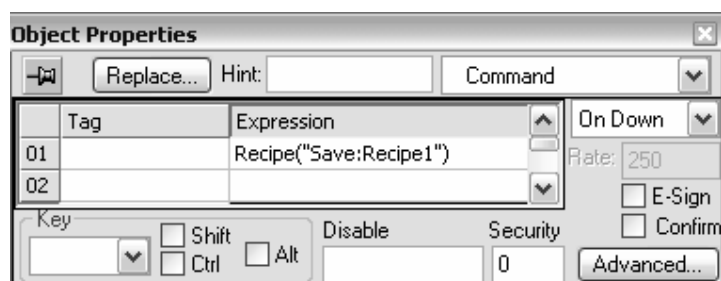 Object Properties
Replace... Hint: Command
Tag Expression On Down
01 Recipe("Save:Recipe1") Rate: 250
02 E-Sign
Key Shift Disable Security Confirm
Ctrl Alt 0 Advanced...